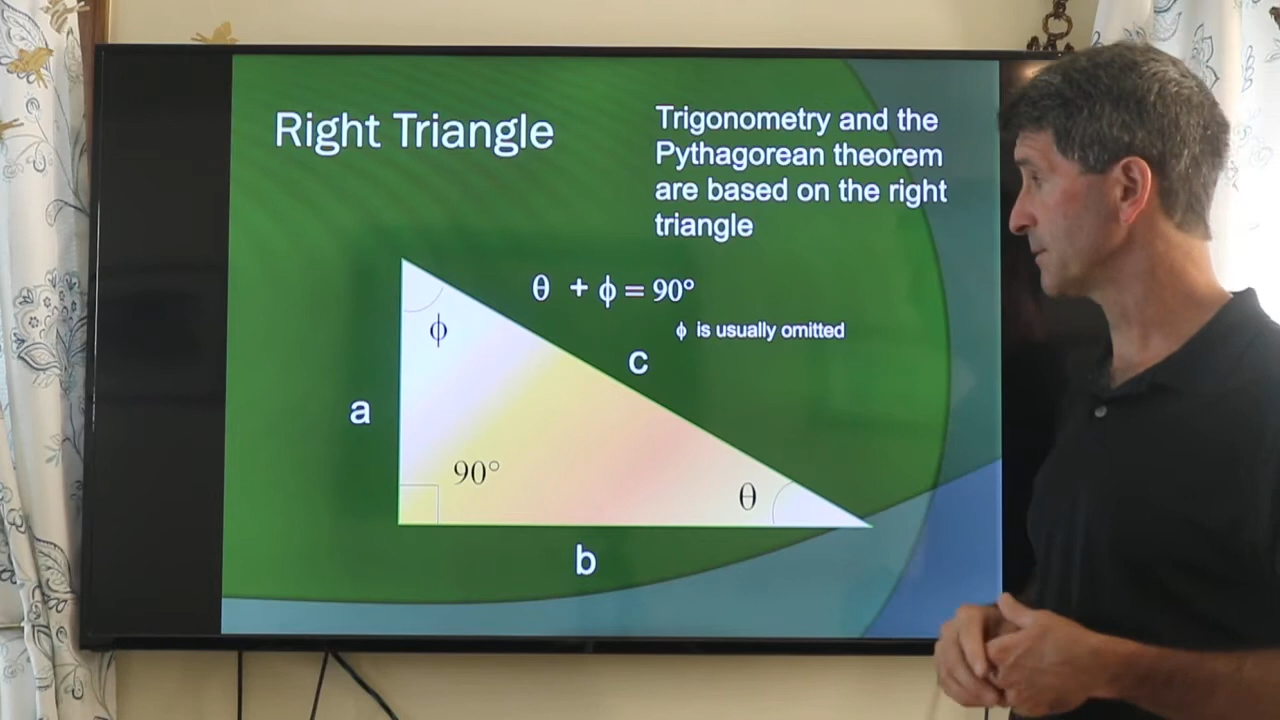 Right Triangle
Trigonometry and the
Pythagorean theorem
are based on the right
triangle
θ + ϕ = 90°
ϕ is usually omitted
ϕ
c
a
90°
θ
b